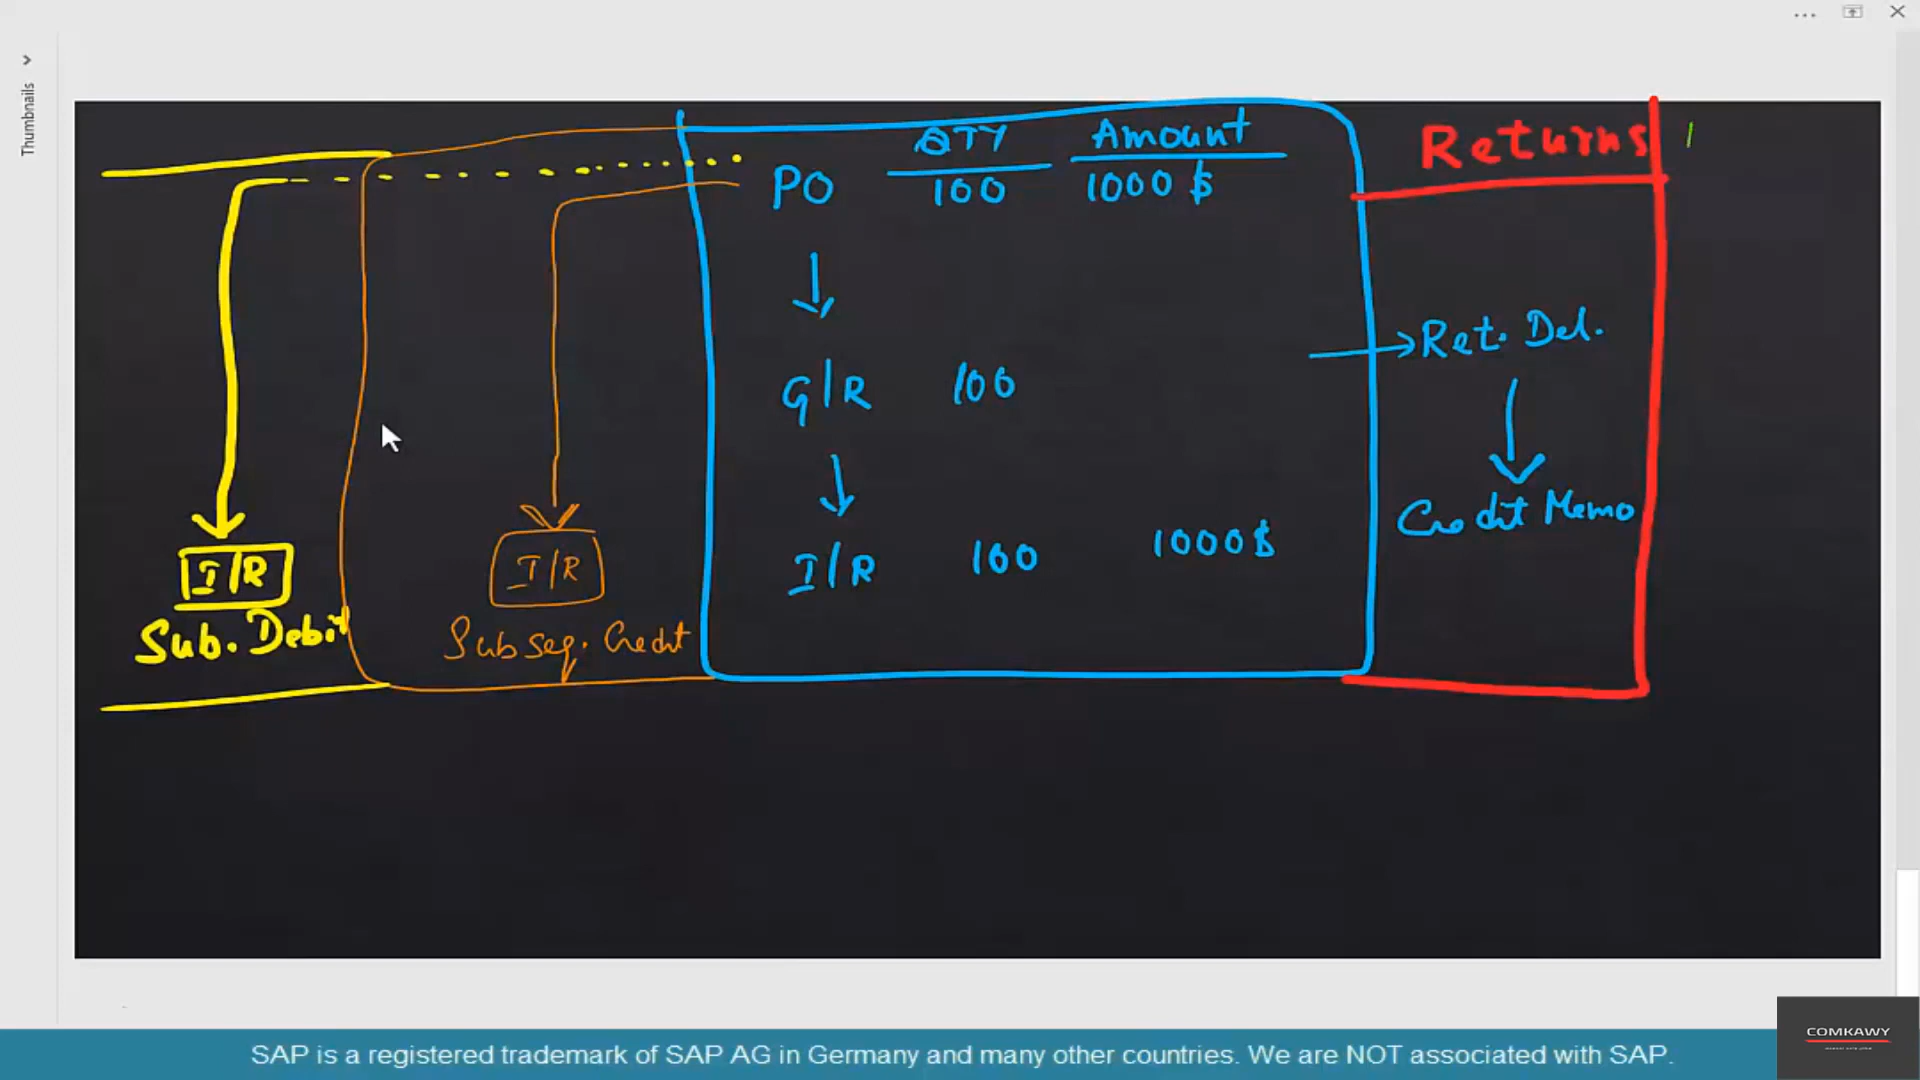 Thumbnails
QTY Amount Returns
PO 100 1000 $
Ret. Del.
G/R 100
Credit Memo
I/R I/R I/R 100 1000$
Sub. Debit Subseq. Credit
SAP is a registered trademark of SAP AG in Germany and many other countries. We are NOT associated with SAP.
COMKAWY